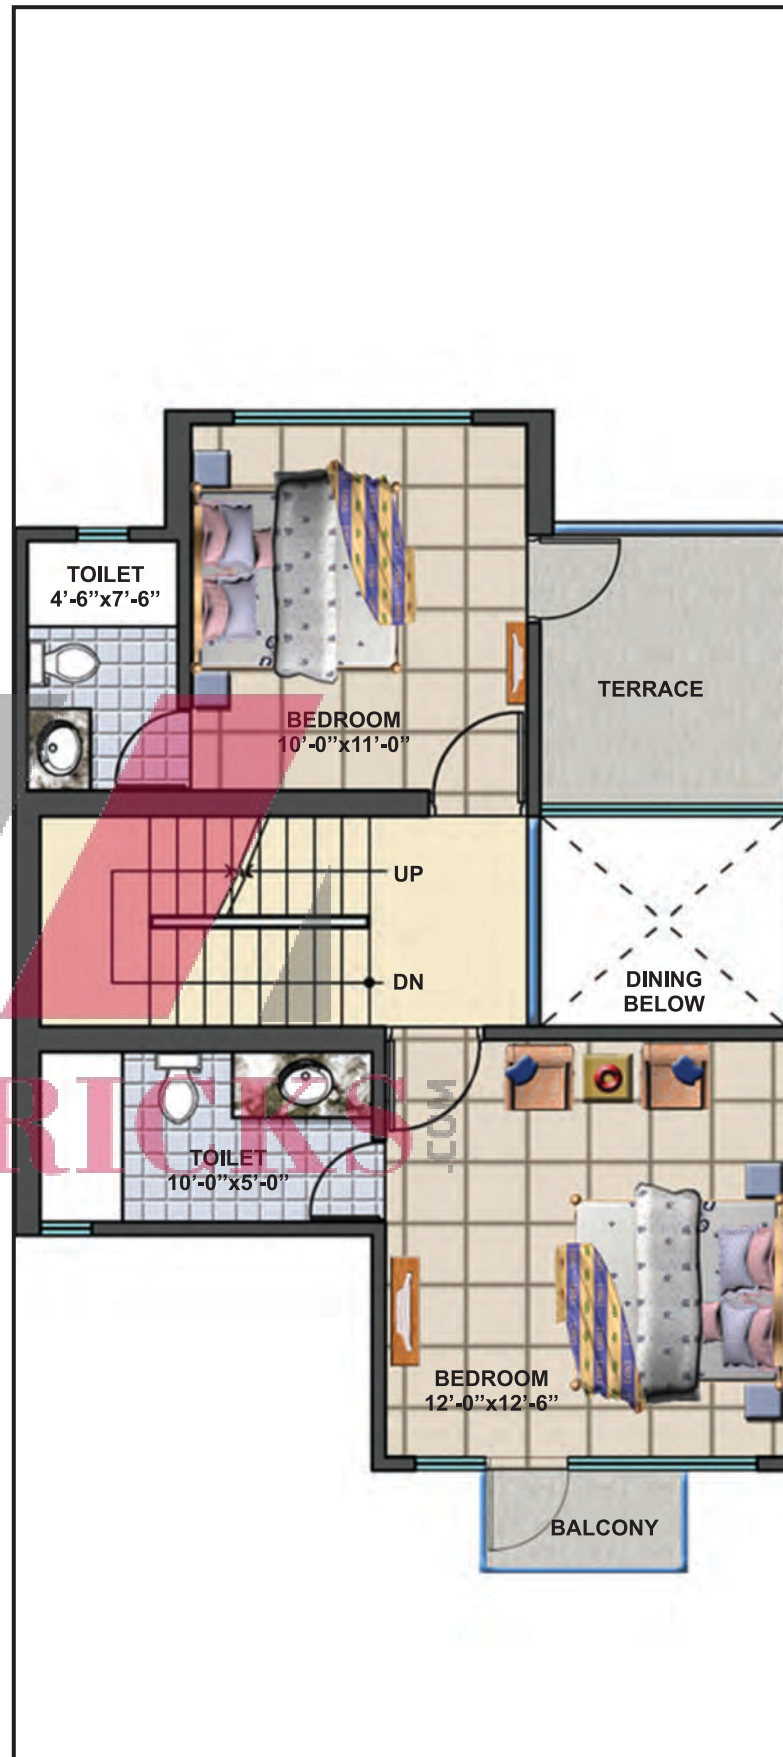 TOILET
4'-6”x7'-6”
TERRACE
BEDROOM
10'-0”x11'-0”
UP
DN
DINING
BELOW
RICKS
.COM
TOILET
10'-0”x5'-0”
BEDROOM
12'-0”x12'-6”
BALCONY